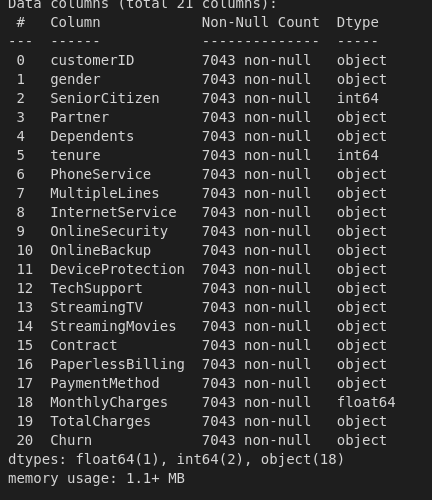 Data columns (total 21 columns):
 #   Column            Non-Null Count  Dtype
---  ------            --------------  -----
 0   customerID        7043 non-null   object
 1   gender            7043 non-null   object
 2   SeniorCitizen     7043 non-null   int64
 3   Partner           7043 non-null   object
 4   Dependents        7043 non-null   object
 5   tenure            7043 non-null   int64
 6   PhoneService      7043 non-null   object
 7   MultipleLines     7043 non-null   object
 8   InternetService   7043 non-null   object
 9   OnlineSecurity    7043 non-null   object
 10  OnlineBackup      7043 non-null   object
 11  DeviceProtection  7043 non-null   object
 12  TechSupport       7043 non-null   object
 13  StreamingTV       7043 non-null   object
 14  StreamingMovies   7043 non-null   object
 15  Contract          7043 non-null   object
 16  PaperlessBilling  7043 non-null   object
 17  PaymentMethod     7043 non-null   object
 18  MonthlyCharges    7043 non-null   float64
 19  TotalCharges      7043 non-null   object
 20  Churn             7043 non-null   object
dtypes: float64(1), int64(2), object(18)
memory usage: 1.1+ MB